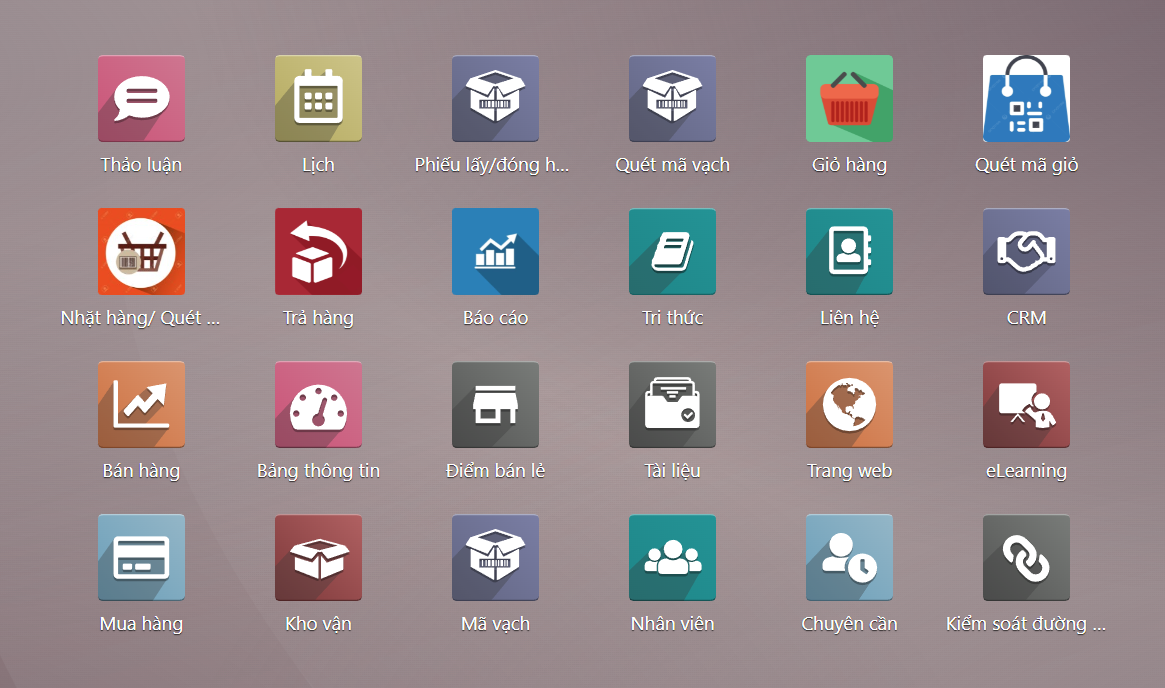 Thảo luận
Lịch
Phiếu lấy/đóng h...
Quét mã vạch
Giỏ hàng
Quét mã giỏ
Nhặt hàng/ Quét ...
Trả hàng
Báo cáo
Tri thức
Liên hệ
CRM
Bán hàng
Bảng thông tin
Điểm bán lẻ
Tài liệu
Trang web
eLearning
Mua hàng
Kho vận
Mã vạch
Nhân viên
Chuyên cần
Kiểm soát đường ...